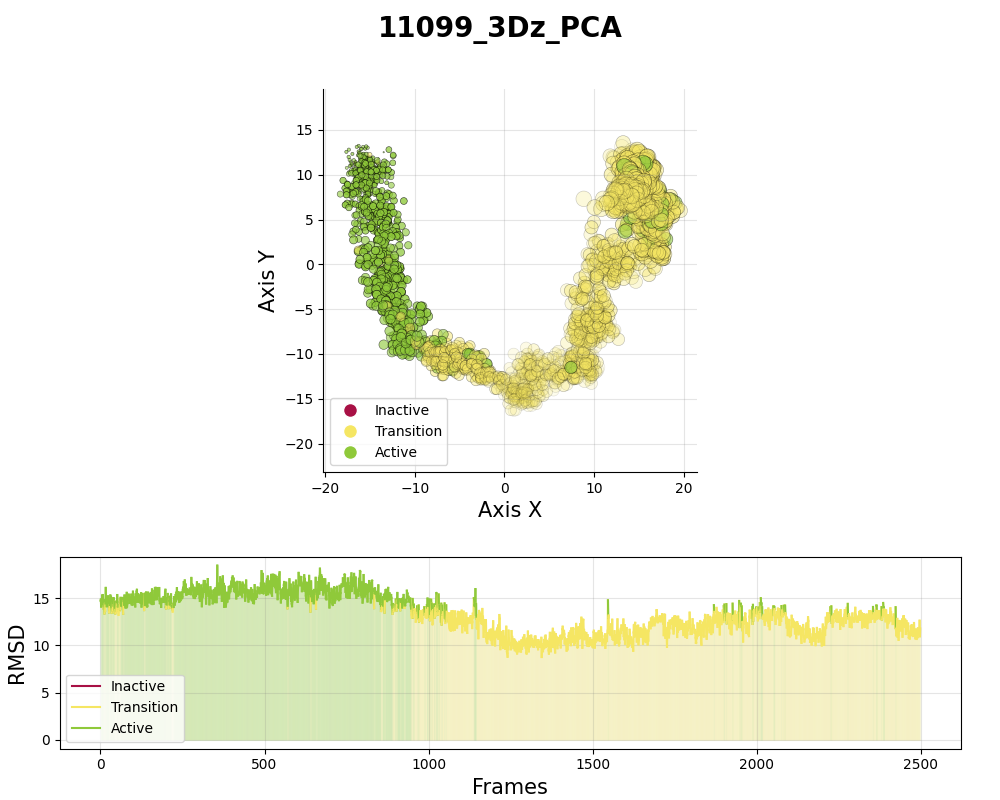 11099_3Dz_PCA
15
10
5
0
−5
−10
−15
−20
Axis Y
Inactive
Transition
Active
−20 −10 0 10 20
Axis X
15
10
5
0
RMSD
Inactive
Transition
Active
0 500 1000 1500 2000 2500
Frames